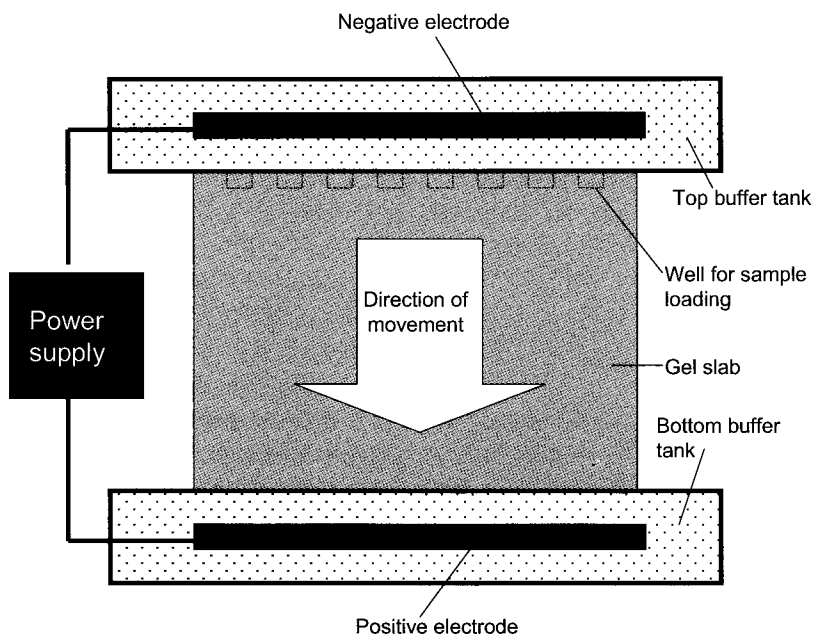 Negative electrode
Top buffer tank
Well for sample
loading
Direction of
movement
Power
supply
Gel slab
Bottom buffer
tank
Positive electrode